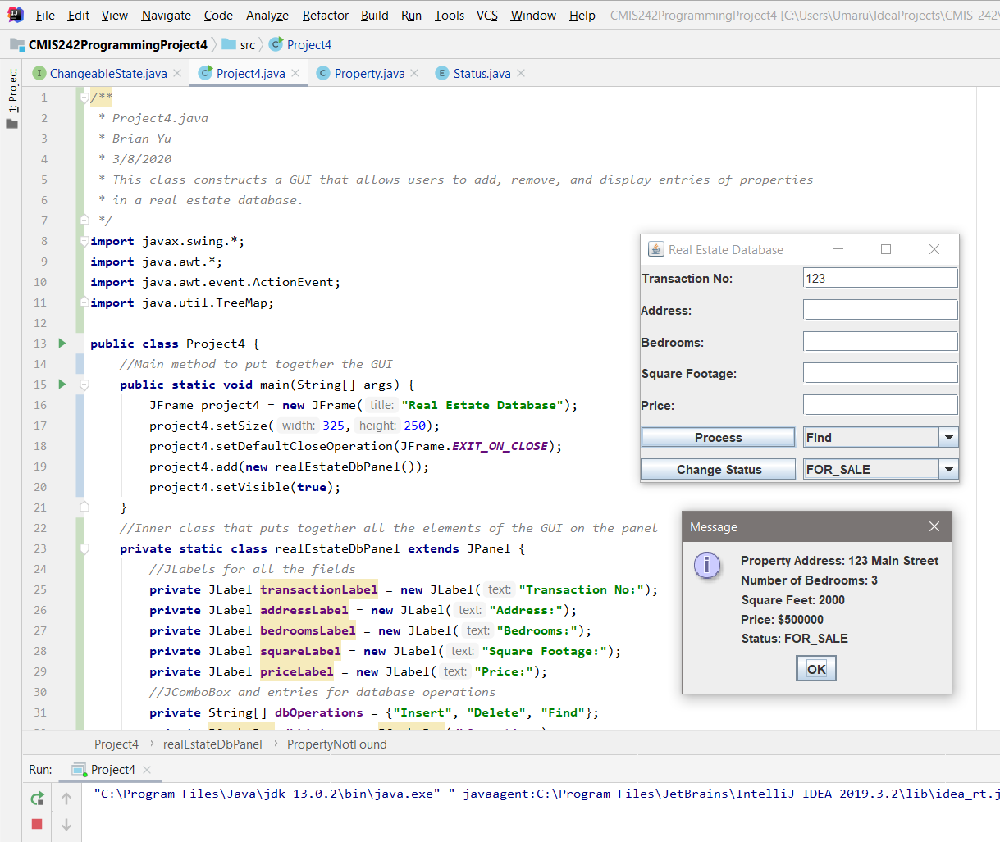 File Edit View Navigate Code Analyze Refactor Build Run Tools VCS Window Help CMIS242ProgrammingProject4 [C:\Users\Umaru\IdeaProjects\CMIS-242\
CMIS242ProgrammingProject4 src Project4
1: Project
ChangeableState.java Project4.java Property.java Status.java
1 /**
2 * Project4.java
3 * Brian Yu
4 * 3/8/2020
5 * This class constructs a GUI that allows users to add, remove, and display entries of properties
6 * in a real estate database.
7 */
8 import javax.swing.*;
9 import java.awt.*;
10 import java.awt.event.ActionEvent;
11 import java.util.TreeMap;
12
13 public class Project4 {
14 //Main method to put together the GUI
15 public static void main(String[] args) {
16 JFrame project4 = new JFrame( title: "Real Estate Database");
17 project4.setSize( width: 325, height: 250);
18 project4.setDefaultCloseOperation(JFrame.EXIT_ON_CLOSE);
19 project4.add(new realEstateDbPanel());
20 project4.setVisible(true);
21 }
22 //Inner class that puts together all the elements of the GUI on the panel
23 private static class realEstateDbPanel extends JPanel {
24 //JLabels for all the fields
25 private JLabel transactionLabel = new JLabel( text: "Transaction No:");
26 private JLabel addressLabel = new JLabel( text: "Address:");
27 private JLabel bedroomsLabel = new JLabel( text: "Bedrooms:");
28 private JLabel squareLabel = new JLabel( text: "Square Footage:");
29 private JLabel priceLabel = new JLabel( text: "Price:");
30 //JComboBox and entries for database operations
31 private String[] dbOperations = {"Insert", "Delete", "Find"};
Real Estate Database
Transaction No: 123
Address:
Bedrooms:
Square Footage:
Price:
Process Find
Change Status FOR_SALE
Message
Property Address: 123 Main Street
Number of Bedrooms: 3
Square Feet: 2000
Price: $500000
Status: FOR_SALE
OK
Project4 › realEstateDbPanel › PropertyNotFound
Run: Project4
"C:\Program Files\Java\jdk-13.0.2\bin\java.exe" "-javaagent:C:\Program Files\JetBrains\IntelliJ IDEA 2019.3.2\lib\idea_rt.j